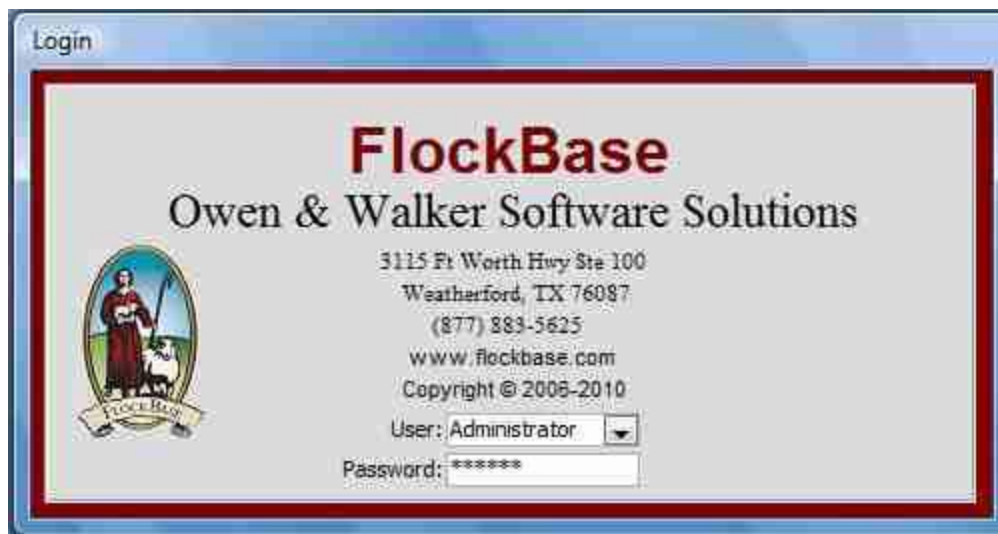 Login
FlockBase
Owen & Walker Software Solutions
3115 Ft Worth Hwy Ste 100
Weatherford, TX 76087
(877) 883-5625
www.flockbase.com
Copyright © 2006-2010
FLOCKBASE
User: Administrator
Password: ******